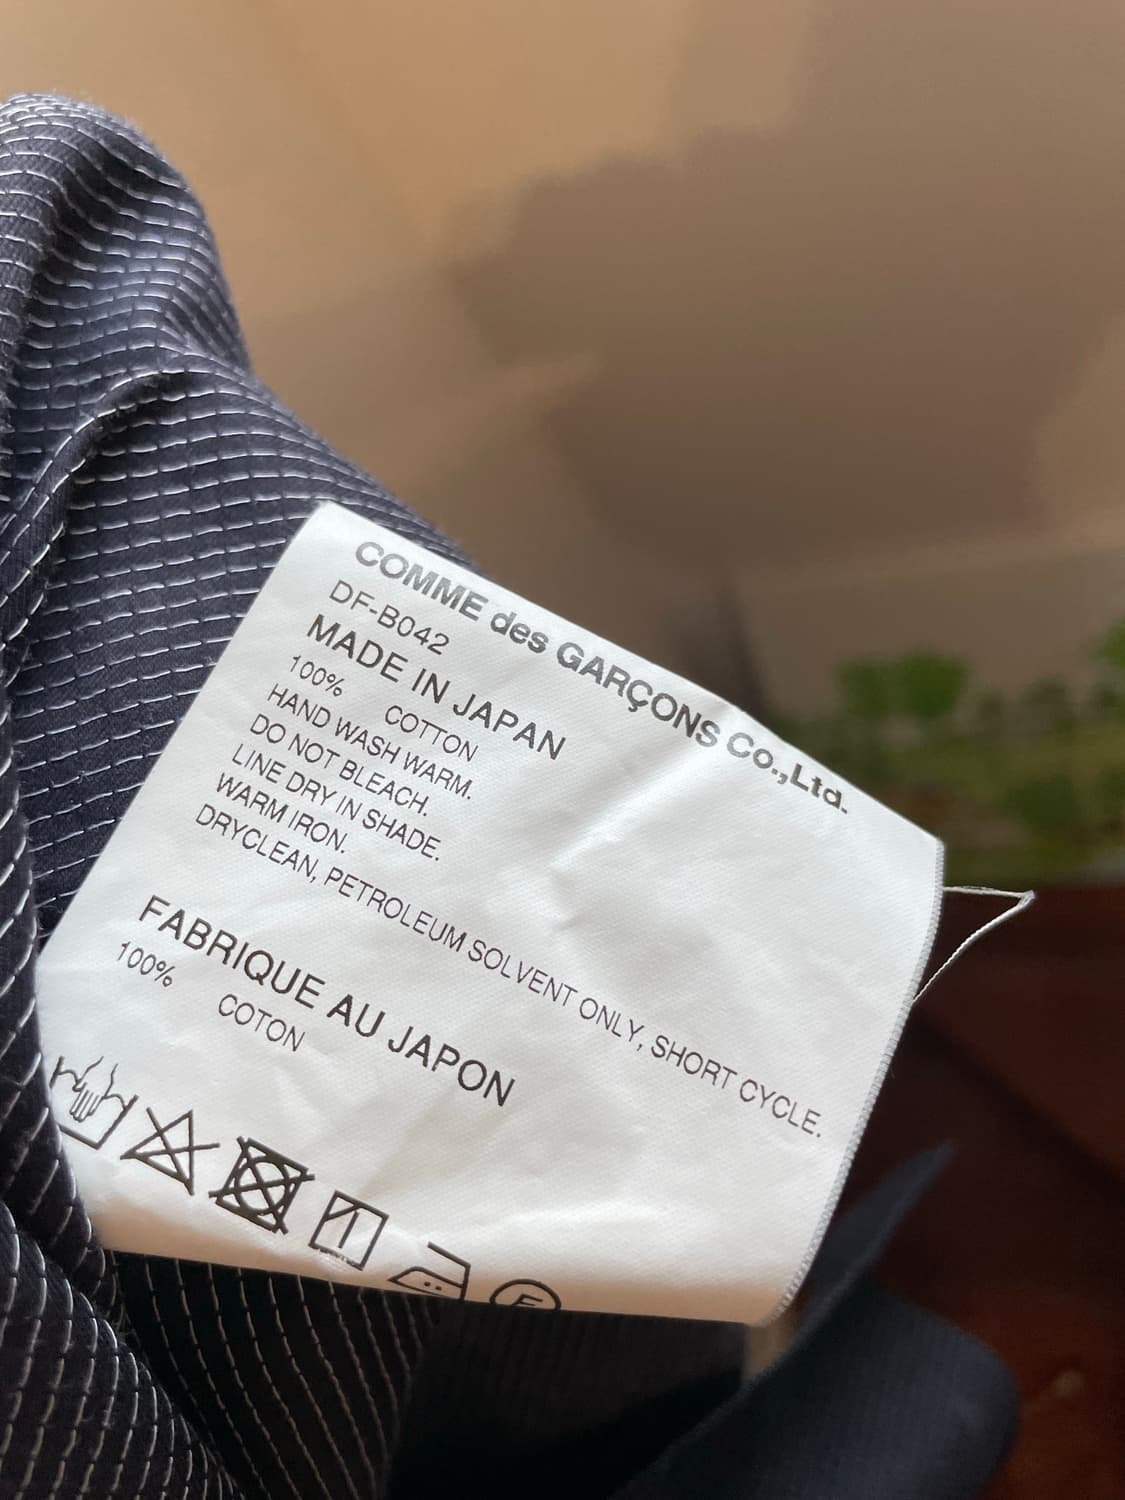 COMME des GARÇONS Co.,Ltd.
DF-B042
MADE IN JAPAN
100% COTTON
HAND WASH WARM.
DO NOT BLEACH.
LINE DRY IN SHADE.
WARM IRON.
DRYCLEAN, PETROLEUM SOLVENT ONLY, SHORT CYCLE.
FABRIQUE AU JAPON
100% COTON
F